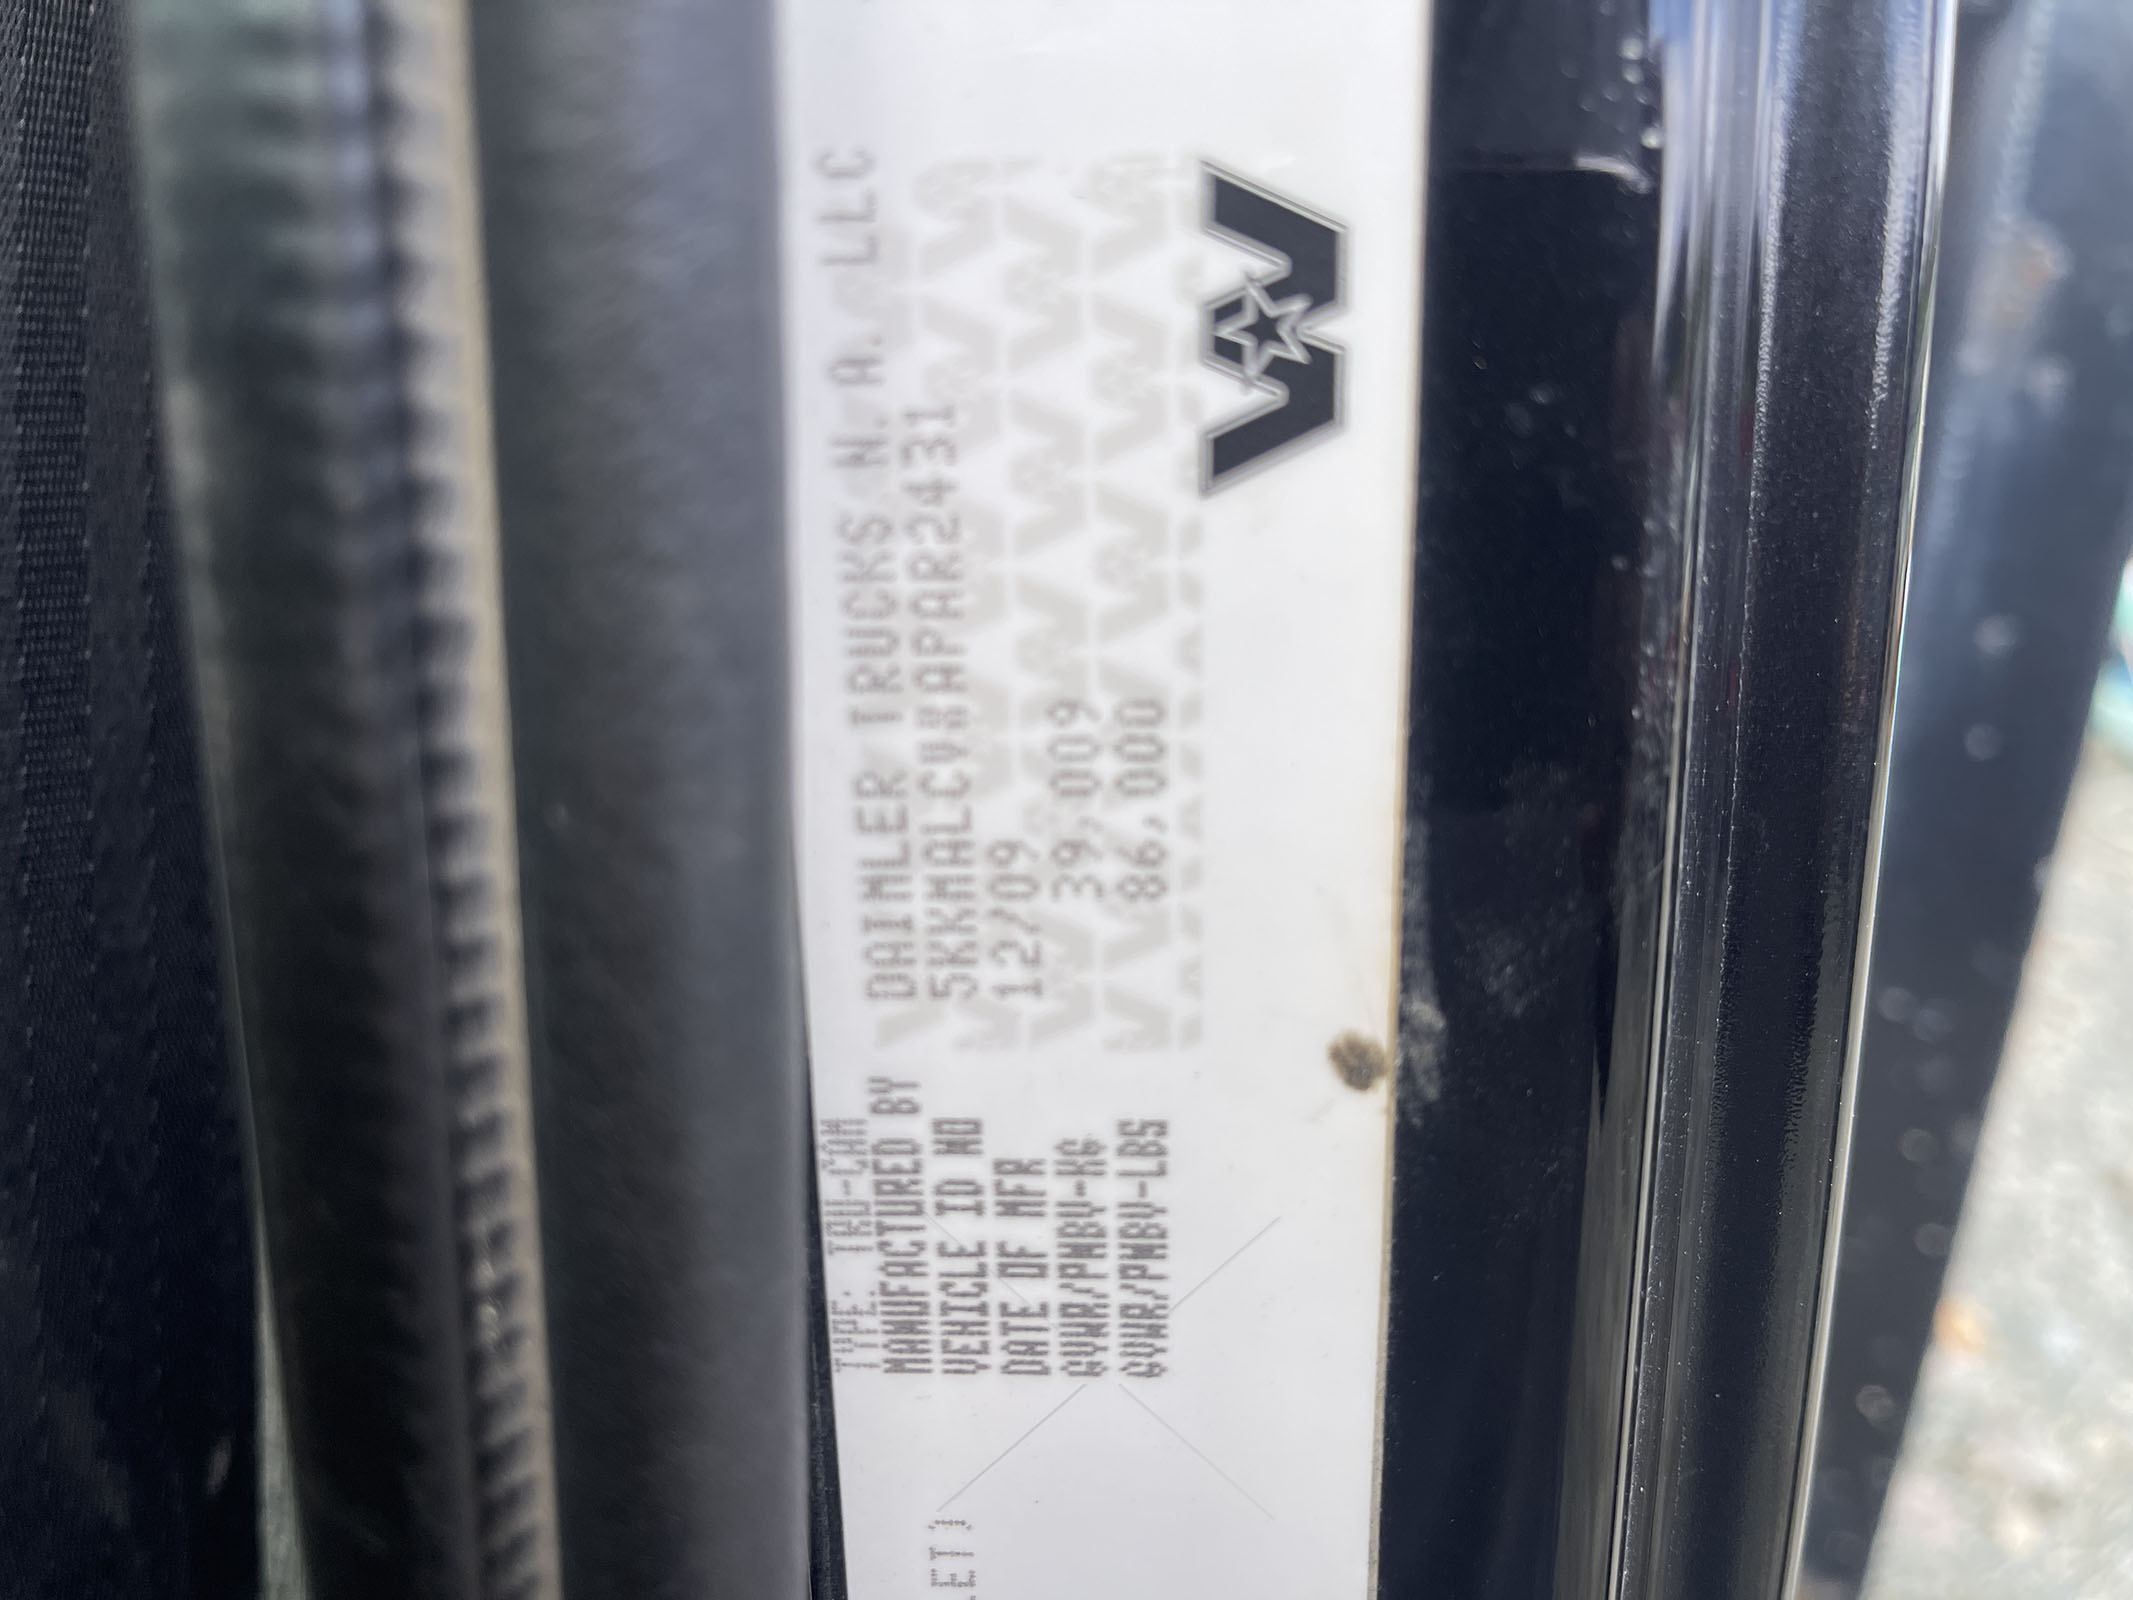 TYPE: TRU-CAM
MANUFACTURED BY DAIMLER TRUCKS N.A. LLC
VEHICLE ID NO 5KKMALCVXAPAR2431
DATE OF MFR 12/09
GVWR/PNBV-KG 39,009
GVWR/PNBV-LBS 86,000